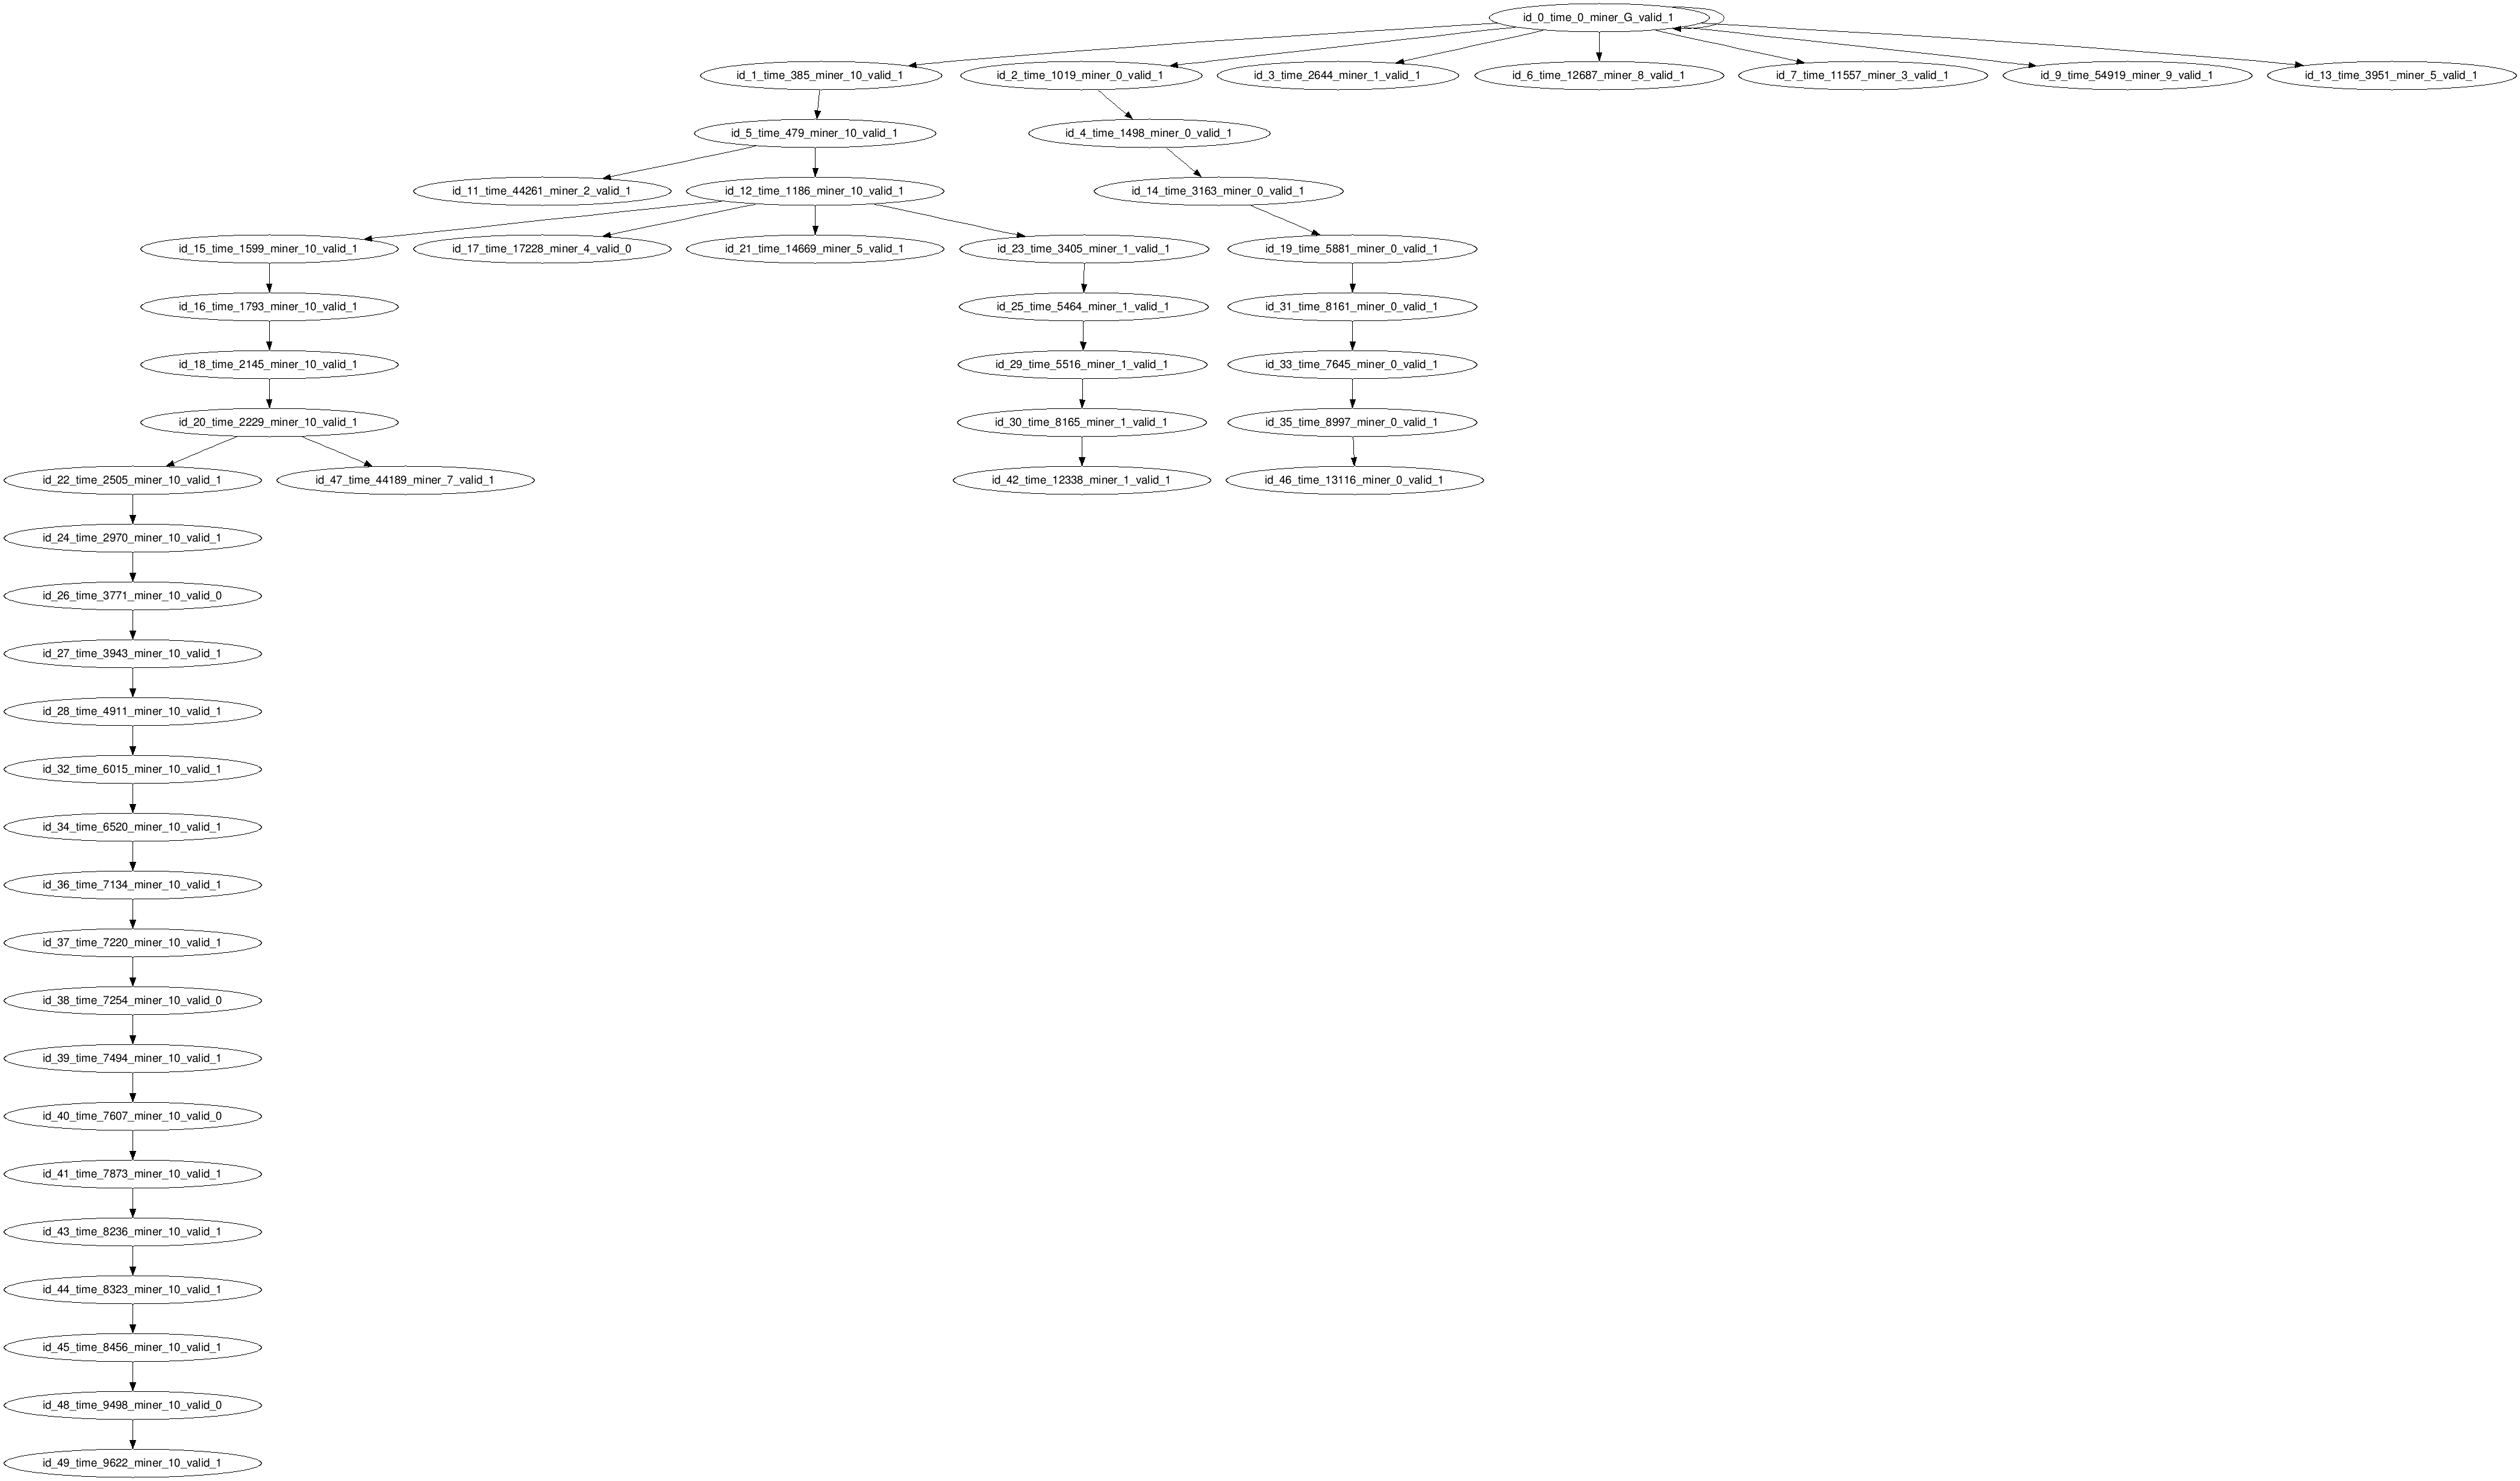 id_0_time_0_miner_G_valid_1
id_1_time_385_miner_10_valid_1
id_2_time_1019_miner_0_valid_1
id_3_time_2644_miner_1_valid_1
id_6_time_12687_miner_8_valid_1
id_7_time_11557_miner_3_valid_1
id_9_time_54919_miner_9_valid_1
id_13_time_3951_miner_5_valid_1
id_5_time_479_miner_10_valid_1
id_4_time_1498_miner_0_valid_1
id_11_time_44261_miner_2_valid_1
id_12_time_1186_miner_10_valid_1
id_14_time_3163_miner_0_valid_1
id_15_time_1599_miner_10_valid_1
id_17_time_17228_miner_4_valid_0
id_21_time_14669_miner_5_valid_1
id_23_time_3405_miner_1_valid_1
id_19_time_5881_miner_0_valid_1
id_16_time_1793_miner_10_valid_1
id_25_time_5464_miner_1_valid_1
id_31_time_8161_miner_0_valid_1
id_18_time_2145_miner_10_valid_1
id_29_time_5516_miner_1_valid_1
id_33_time_7645_miner_0_valid_1
id_20_time_2229_miner_10_valid_1
id_30_time_8165_miner_1_valid_1
id_35_time_8997_miner_0_valid_1
id_22_time_2505_miner_10_valid_1
id_47_time_44189_miner_7_valid_1
id_42_time_12338_miner_1_valid_1
id_46_time_13116_miner_0_valid_1
id_24_time_2970_miner_10_valid_1
id_26_time_3771_miner_10_valid_0
id_27_time_3943_miner_10_valid_1
id_28_time_4911_miner_10_valid_1
id_32_time_6015_miner_10_valid_1
id_34_time_6520_miner_10_valid_1
id_36_time_7134_miner_10_valid_1
id_37_time_7220_miner_10_valid_1
id_38_time_7254_miner_10_valid_0
id_39_time_7494_miner_10_valid_1
id_40_time_7607_miner_10_valid_0
id_41_time_7873_miner_10_valid_1
id_43_time_8236_miner_10_valid_1
id_44_time_8323_miner_10_valid_1
id_45_time_8456_miner_10_valid_1
id_48_time_9498_miner_10_valid_0
id_49_time_9622_miner_10_valid_1